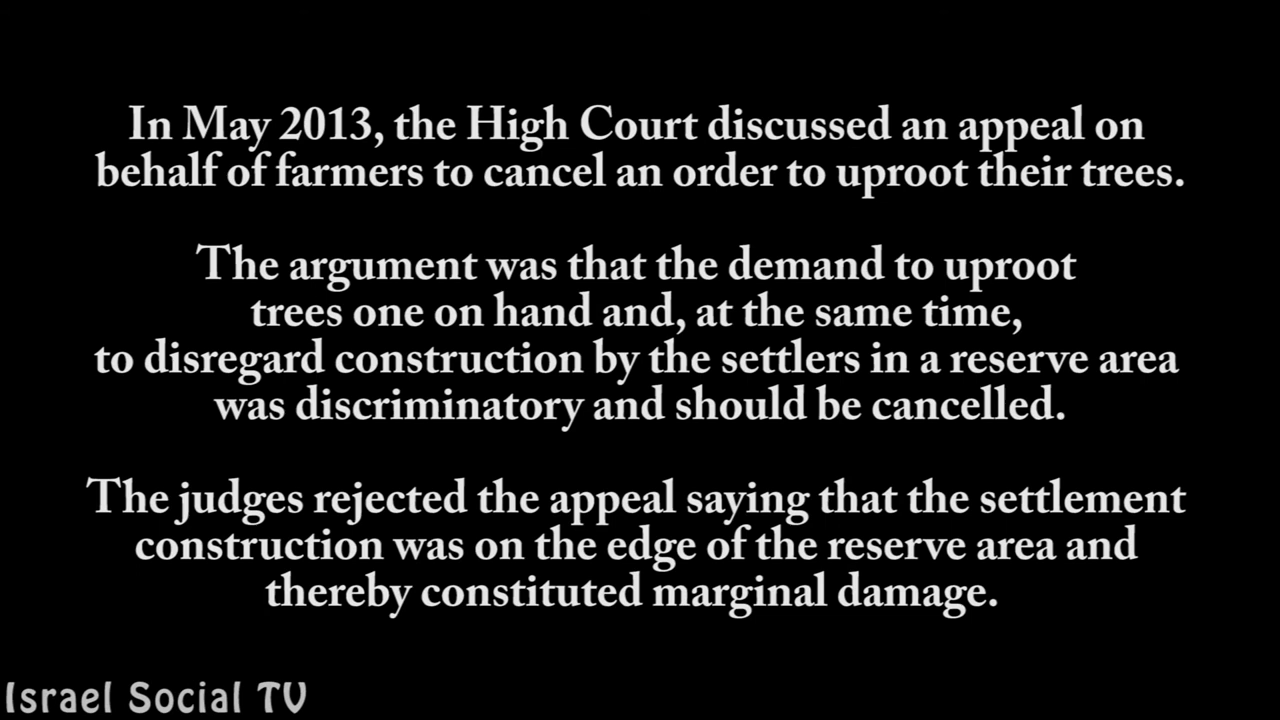 In May 2013, the High Court discussed an appeal on
behalf of farmers to cancel an order to uproot their trees.
The argument was that the demand to uproot
trees one on hand and, at the same time,
to disregard construction by the settlers in a reserve area
was discriminatory and should be cancelled.
The judges rejected the appeal saying that the settlement
construction was on the edge of the reserve area and
thereby constituted marginal damage.
Israel Social TV